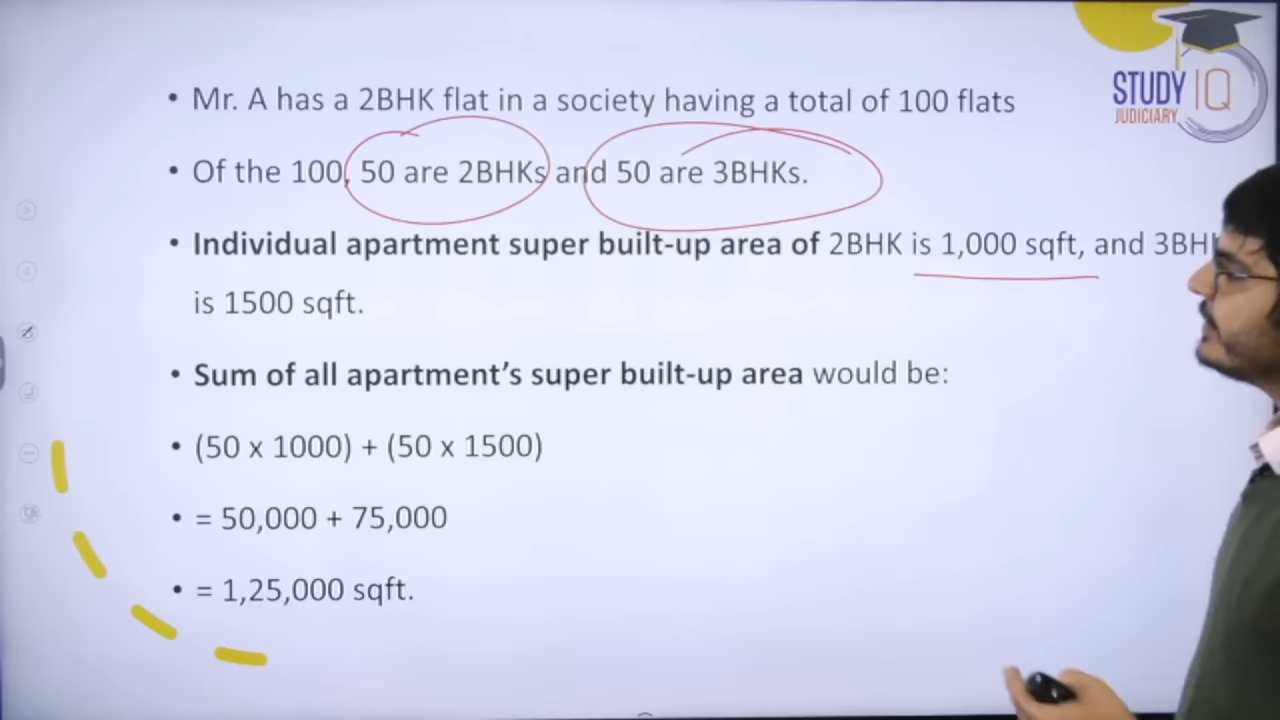 • Mr. A has a 2BHK flat in a society having a total of 100 flats
• Of the 100, 50 are 2BHKs and 50 are 3BHKs.
• Individual apartment super built-up area of 2BHK is 1,000 sqft, and 3BH
is 1500 sqft.
• Sum of all apartment’s super built-up area would be:
• (50 x 1000) + (50 x 1500)
• = 50,000 + 75,000
• = 1,25,000 sqft.
STUDY IQ
JUDICIARY